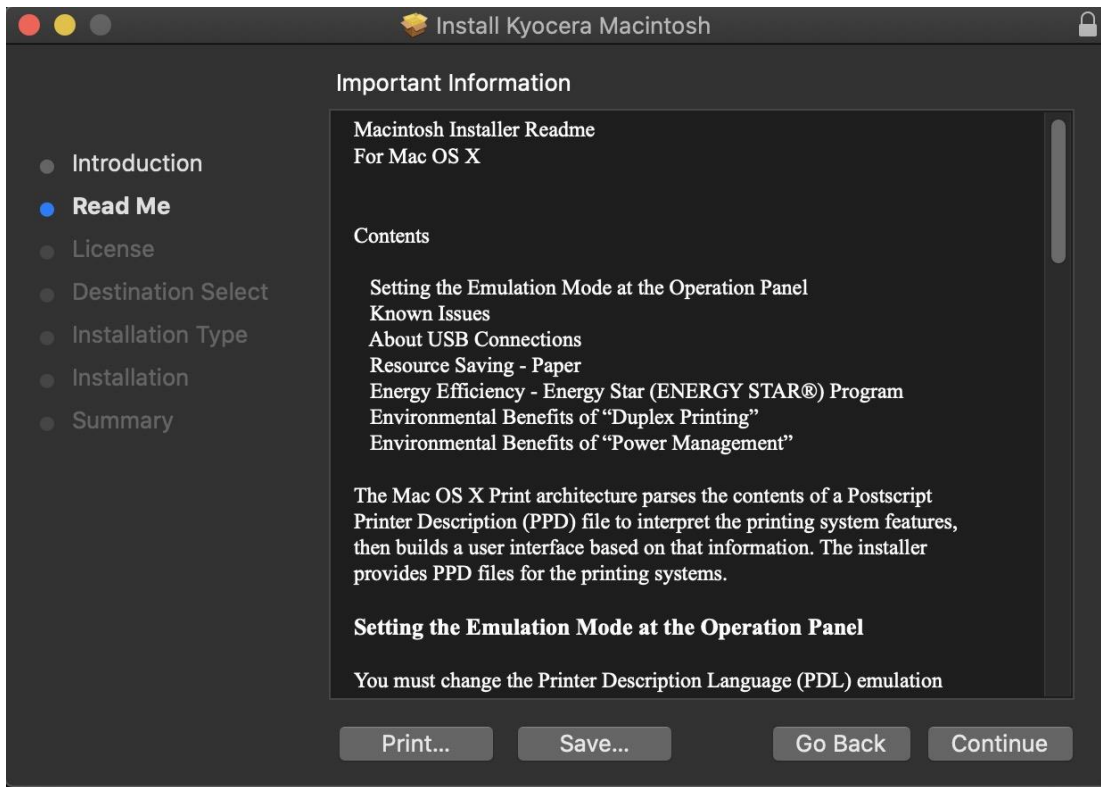 Install Kyocera Macintosh
Introduction
Read Me
License
Destination Select
Installation Type
Installation
Summary
Important Information
Macintosh Installer Readme
For Mac OS X
Contents
Setting the Emulation Mode at the Operation Panel
Known Issues
About USB Connections
Resource Saving - Paper
Energy Efficiency - Energy Star (ENERGY STAR®) Program
Environmental Benefits of “Duplex Printing”
Environmental Benefits of “Power Management”
The Mac OS X Print architecture parses the contents of a Postscript
Printer Description (PPD) file to interpret the printing system features,
then builds a user interface based on that information. The installer
provides PPD files for the printing systems.
Setting the Emulation Mode at the Operation Panel
You must change the Printer Description Language (PDL) emulation
Print...
Save...
Go Back
Continue